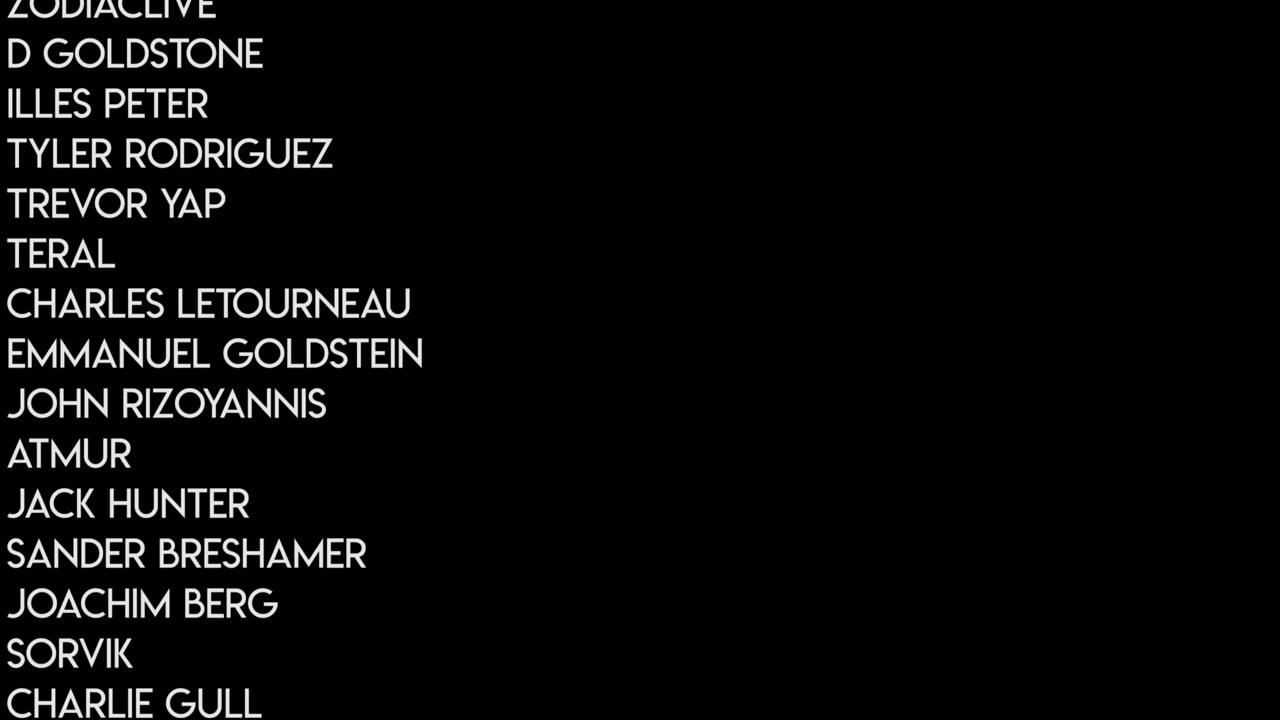 ZODIACLIVE
D GOLDSTONE
ILLES PETER
TYLER RODRIGUEZ
TREVOR YAP
TERAL
CHARLES LETOURNEAU
EMMANUEL GOLDSTEIN
JOHN RIZOYANNIS
ATMUR
JACK HUNTER
SANDER BRESHAMER
JOACHIM BERG
SORVIK
CHARLIE GULL